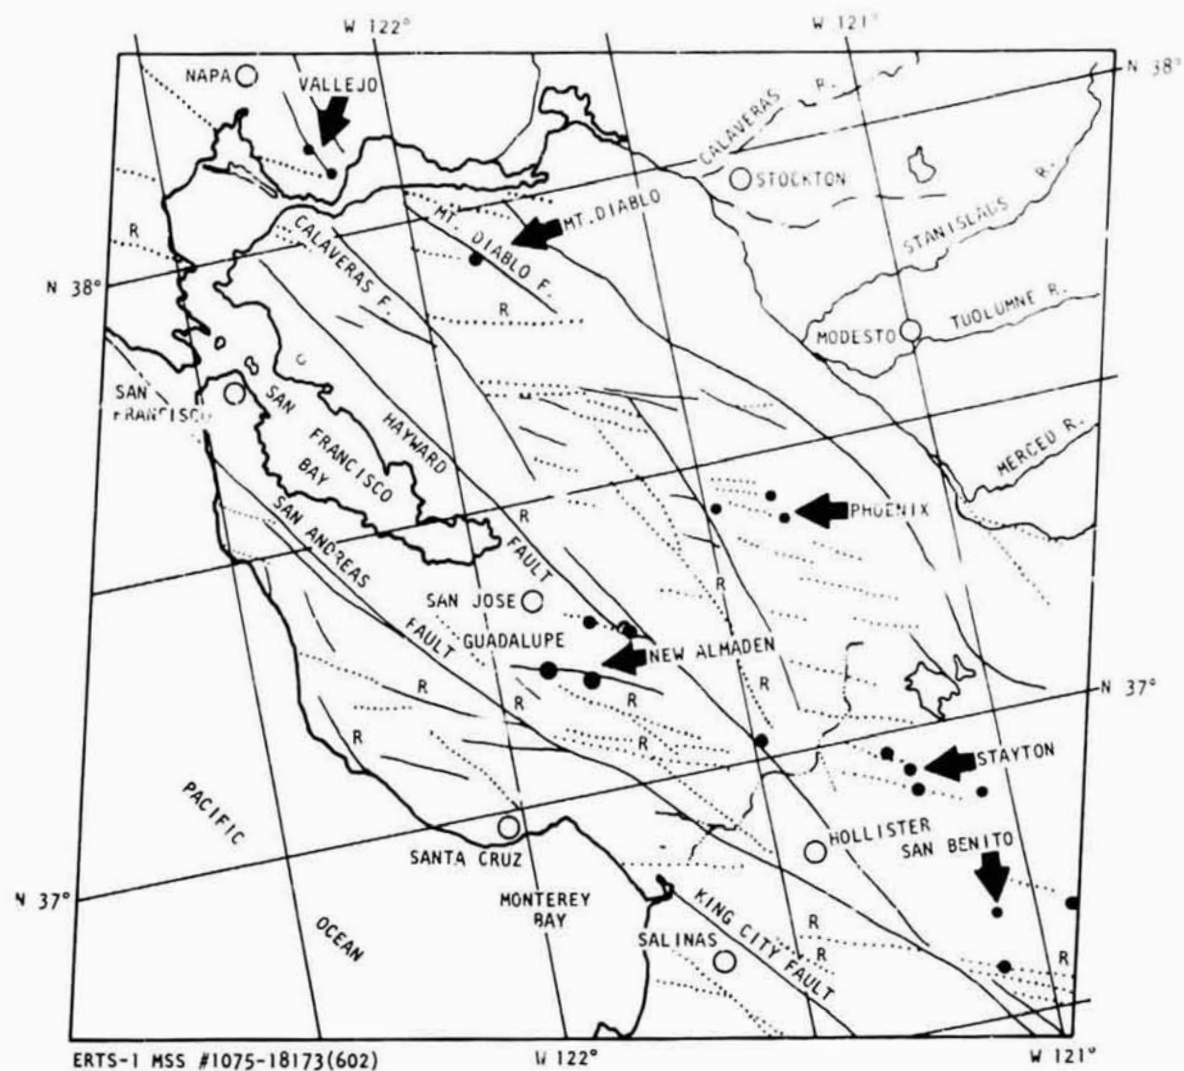 W 122°
W 121°
N 38°
NAPA
VALLEJO
CALAVERAS R.
STOCKTON
MT. DIABLO
STANISLAUS R.
R
CALAVERAS F.
MT. DIABLO F.
N 38°
R
MODESTO
TUOLUMNE R.
SAN
SAN FRANCISCO BAY
HAYWARD FAULT
MERCED R.
PHOENIX
SAN ANDREAS FAULT
R
R
SAN JOSE
GUADALUPE
NEW ALMADEN
R
R
R
R
N 37°
R
R
STAYTON
PACIFIC
OCEAN
HOLLISTER
SAN BENITO
SANTA CRUZ
N 37°
MONTEREY
BAY
KING CITY FAULT
SALINAS
R
R
R
ERTS-1 MSS #1075-18173(602)
W 122°
W 121°